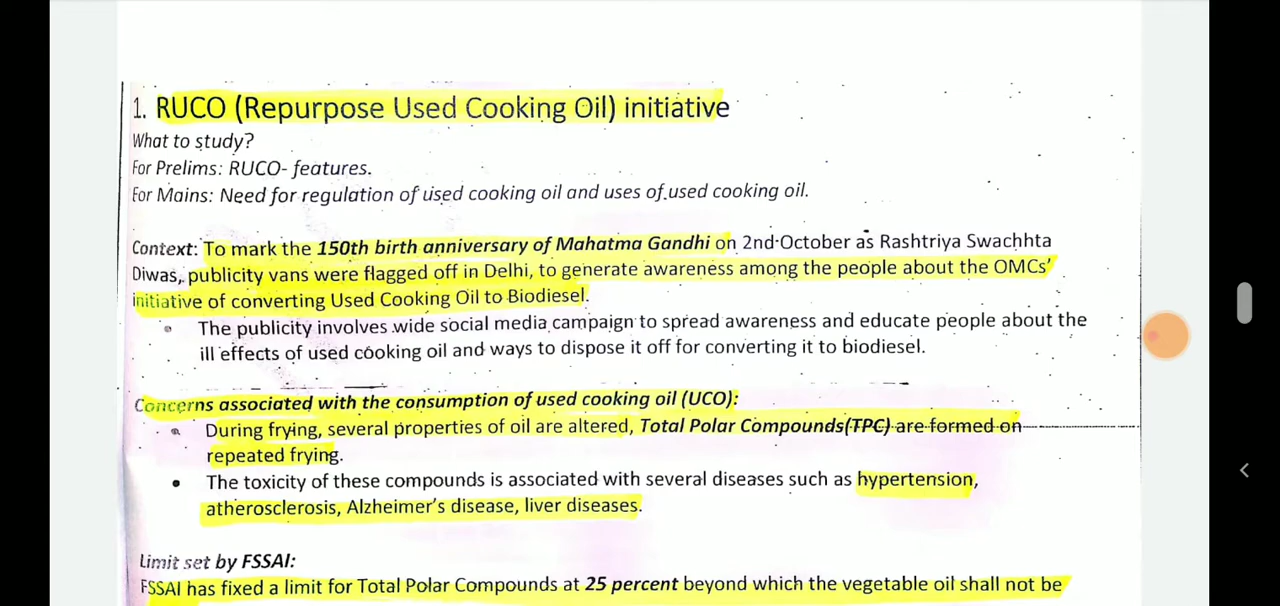 1. RUCO (Repurpose Used Cooking Oil) initiative
What to study?
For Prelims: RUCO- features.
For Mains: Need for regulation of used cooking oil and uses of used cooking oil.
Context: To mark the 150th birth anniversary of Mahatma Gandhi on 2nd October as Rashtriya Swachhta
Diwas, publicity vans were flagged off in Delhi, to generate awareness among the people about the OMCs'
initiative of converting Used Cooking Oil to Biodiesel.
• The publicity involves wide social media campaign to spread awareness and educate people about the
ill effects of used cooking oil and ways to dispose it off for converting it to biodiesel.
Concerns associated with the consumption of used cooking oil (UCO):
• During frying, several properties of oil are altered, Total Polar Compounds(TPC) are formed on
repeated frying.
• The toxicity of these compounds is associated with several diseases such as hypertension,
atherosclerosis, Alzheimer's disease, liver diseases.
Limit set by FSSAI:
FSSAI has fixed a limit for Total Polar Compounds at 25 percent beyond which the vegetable oil shall not be